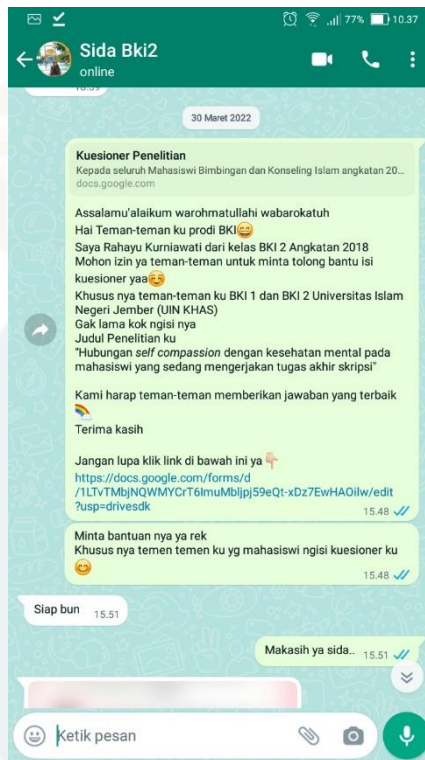 77% 10.37
Sida Bki2
online
30 Maret 2022
Kuesioner Penelitian
Kepada seluruh Mahasiswi Bimbingan dan Konseling Islam angkatan 20...
docs.google.com
Assalamu'alaikum warohmatullahi wabarokatuh
Hai Teman-teman ku prodi BKI😄
Saya Rahayu Kurniawati dari kelas BKI 2 Angkatan 2018
Mohon izin ya teman-teman untuk minta tolong bantu isi
kuesioner yaa😊
Khusus nya teman-teman ku BKI 1 dan BKI 2 Universitas Islam
Negeri Jember (UIN KHAS)
Gak lama kok ngisi nya
Judul Penelitian ku
"Hubungan self compassion dengan kesehatan mental pada
mahasiswi yang sedang mengerjakan tugas akhir skripsi"
Kami harap teman-teman memberikan jawaban yang terbaik
🌈
Terima kasih
Jangan lupa klik link di bawah ini ya 👇
https://docs.google.com/forms/d
/1LTvTMbjNQWMYCrT6lmuMbljpj59eQt-xDz7EwHAOilw/edit
?usp=drivesdk
15.48
Minta bantuan nya ya rek
Khusus nya temen temen ku yg mahasiswi ngisi kuesioner ku
😊
15.48
Siap bun 15.51
Makasih ya sida.. 15.51
Ketik pesan